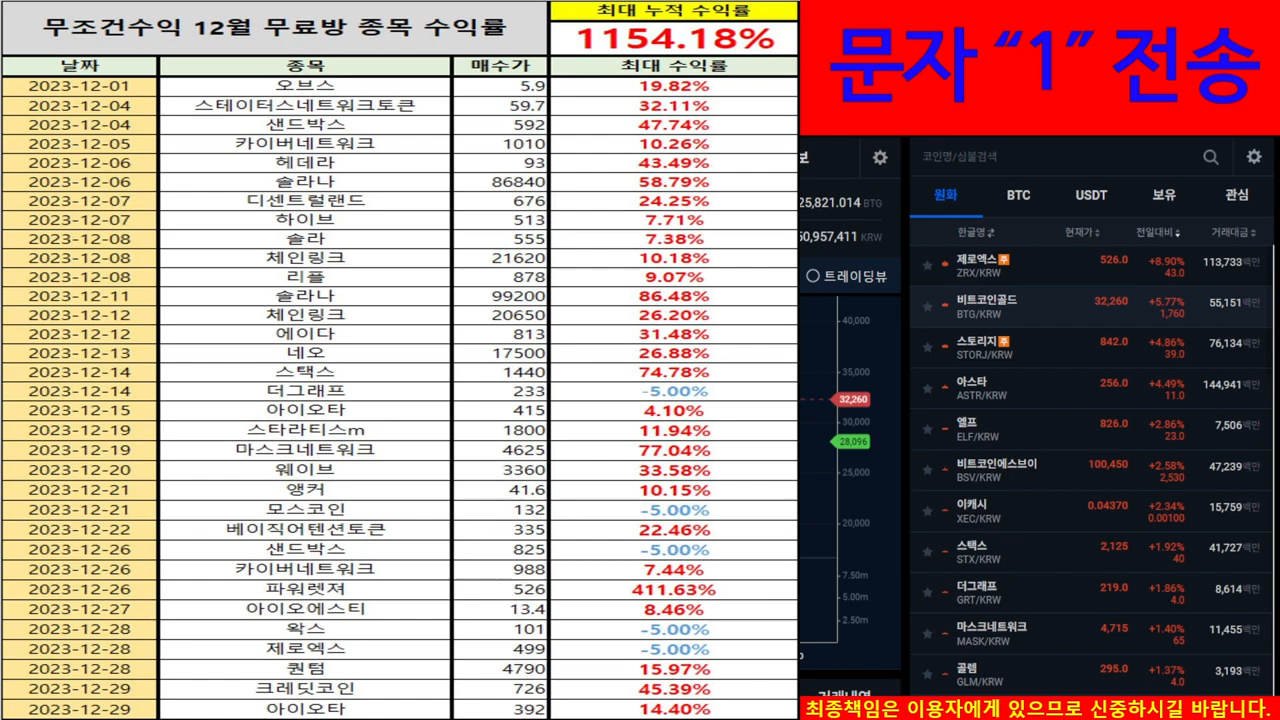 무조건수익 12월 무료방 종목 수익률
최대 누적 수익률
1154.18%
날짜 종목 매수가 최대 수익률
2023-12-01 오브스 5.9 19.82%
2023-12-04 스테이터스네트워크토큰 59.7 32.11%
2023-12-04 샌드박스 592 47.74%
2023-12-05 카이버네트워크 1010 10.26%
2023-12-06 헤데라 93 43.49%
2023-12-06 솔라나 86840 58.79%
2023-12-07 디센트럴랜드 676 24.25%
2023-12-07 하이브 513 7.71%
2023-12-08 솔라 555 7.38%
2023-12-08 체인링크 21620 10.18%
2023-12-08 리플 878 9.07%
2023-12-11 솔라나 99200 86.48%
2023-12-12 체인링크 20650 26.20%
2023-12-12 에이다 813 31.48%
2023-12-13 네오 17500 26.88%
2023-12-14 스택스 1440 74.78%
2023-12-14 더그래프 233 -5.00%
2023-12-15 아이오타 415 4.10%
2023-12-19 스타라티스m 1800 11.94%
2023-12-19 마스크네트워크 4625 77.04%
2023-12-20 웨이브 3360 33.58%
2023-12-21 앵커 41.6 10.15%
2023-12-21 모스코인 132 -5.00%
2023-12-22 베이직어텐션토큰 335 22.46%
2023-12-26 샌드박스 825 -5.00%
2023-12-26 카이버네트워크 988 7.44%
2023-12-26 파워렛져 526 411.63%
2023-12-27 아이오에스티 13.4 8.46%
2023-12-28 왁스 101 -5.00%
2023-12-28 제로엑스 499 -5.00%
2023-12-28 퀀텀 4790 15.97%
2023-12-29 크레딧코인 726 45.39%
2023-12-29 아이오타 392 14.40%
문자 “1” 전송
보
25,821.014 BTG
50,957,411 KRW
트레이딩뷰
40,000
35,000
32,260
30,000
28,096
25,000
20,000
7.50m
5.00m
2.50m
거래내역
코인명/심볼검색
원화 BTC USDT 보유 관심
한글명 현재가 전일대비 거래대금
제로엑스 주 526.0 +8.90% 113,733백만
ZRX/KRW 43.0
비트코인골드 32,260 +5.77% 55,151백만
BTG/KRW 1,760
스토리지 주 842.0 +4.86% 76,134백만
STORJ/KRW 39.0
아스타 256.0 +4.49% 144,941백만
ASTR/KRW 11.0
엘프 826.0 +2.86% 7,506백만
ELF/KRW 23.0
비트코인에스브이 100,450 +2.58% 47,239백만
BSV/KRW 2,530
이캐시 0.04370 +2.34% 15,759백만
XEC/KRW 0.00100
스택스 2,125 +1.92% 41,727백만
STX/KRW 40
더그래프 219.0 +1.86% 8,614백만
GRT/KRW 4.0
마스크네트워크 4,715 +1.40% 11,455백만
MASK/KRW 65
골렘 295.0 +1.37% 3,193백만
GLM/KRW 4.0
최종책임은 이용자에게 있으므로 신중하시길 바랍니다.